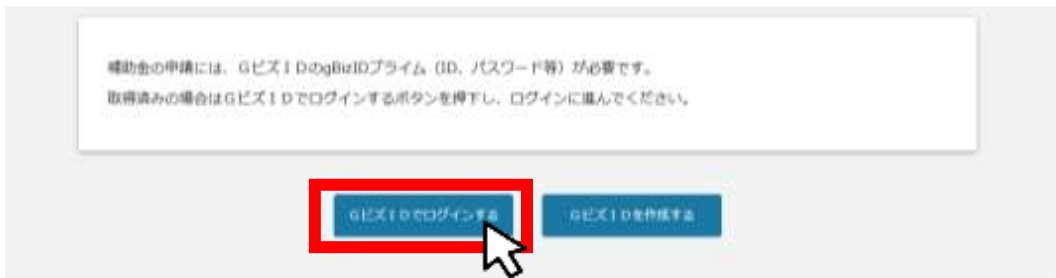 補助金の申請には、GビズIDのgBizIDプライム（ID、パスワード等）が必要です。
取得済みの場合はGビズIDでログインするボタンを押下し、ログインに進んでください。
GビズIDでログインする
GビズIDを作成する